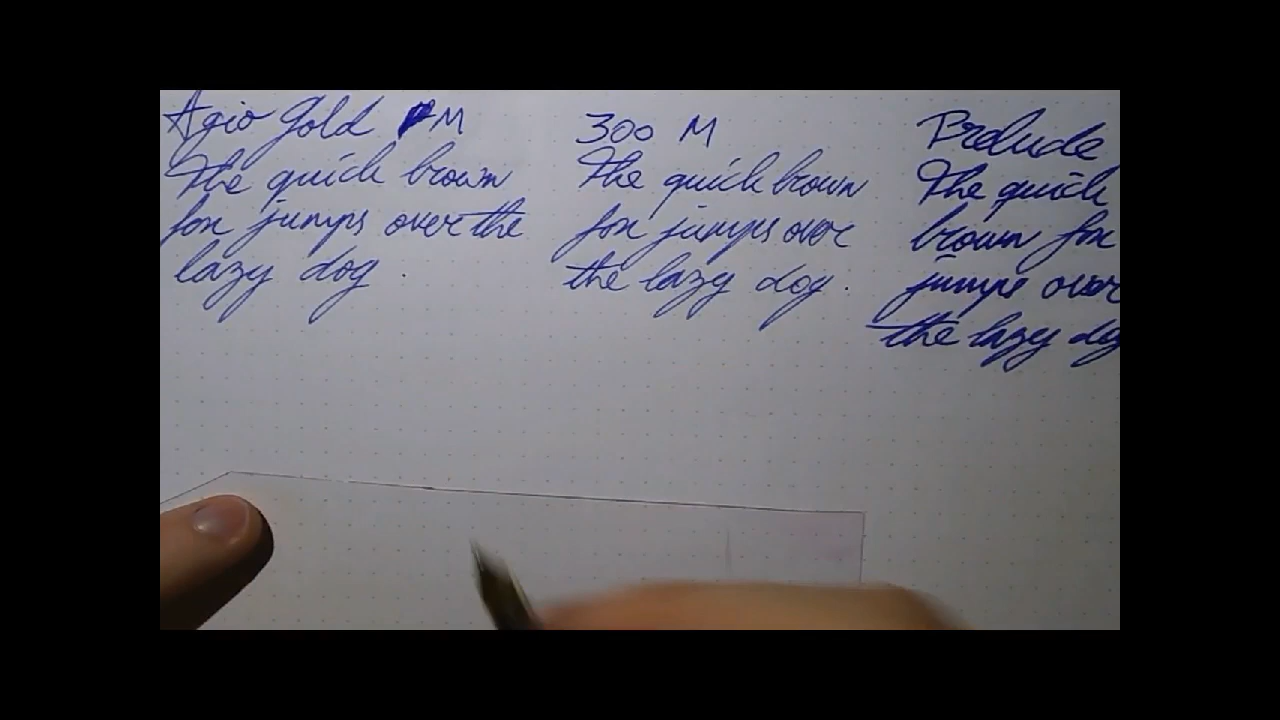 Agio Gold M
The quick brown
fox jumps over the
lazy dog .
300 M
The quick brown
fox jumps over
the lazy dog .
Prelude
The quick
brown fox
jumps over
the lazy dog